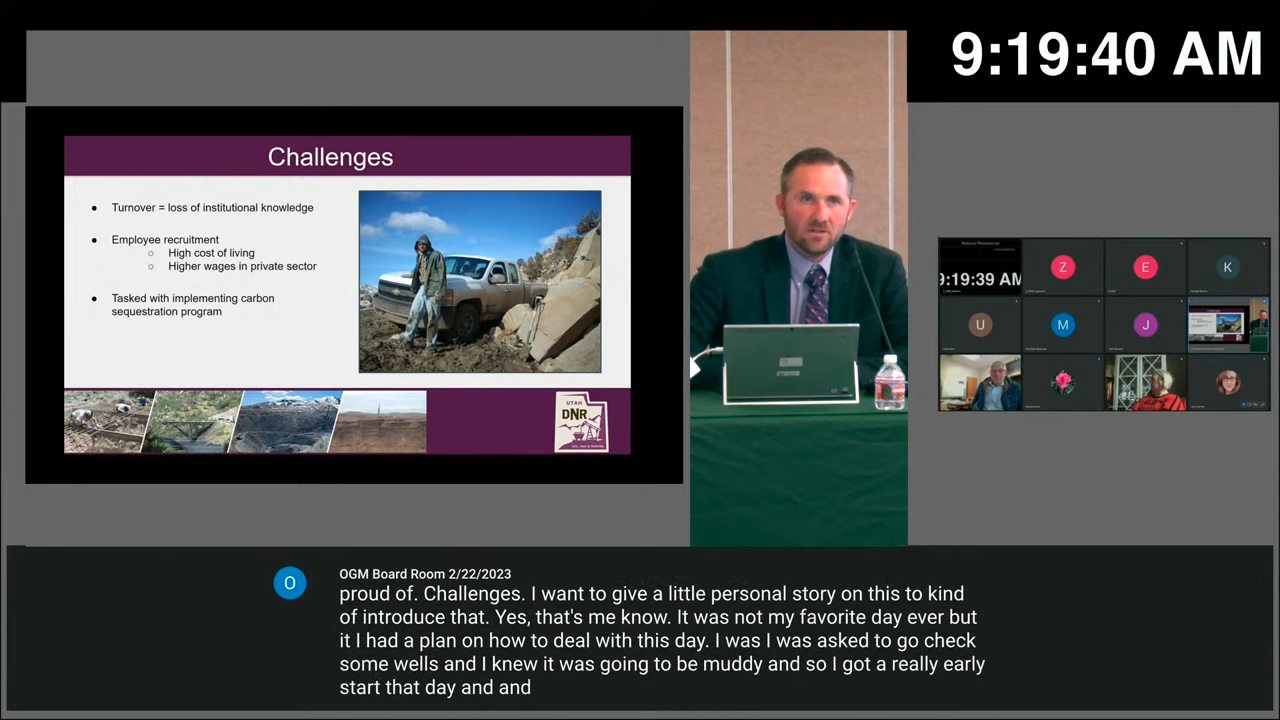 9:19:40 AM
Challenges
● Turnover = loss of institutional knowledge
● Employee recruitment
○ High cost of living
○ Higher wages in private sector
● Tasked with implementing carbon
sequestration program
UTAH
DNR
OIL, GAS & MINING
Natural Resources
9:19:39 AM
Z
E
K
U
M
J
O
OGM Board Room 2/22/2023
proud of. Challenges. I want to give a little personal story on this to kind
of introduce that. Yes, that's me know. It was not my favorite day ever but
it I had a plan on how to deal with this day. I was I was asked to go check
some wells and I knew it was going to be muddy and so I got a really early
start that day and and